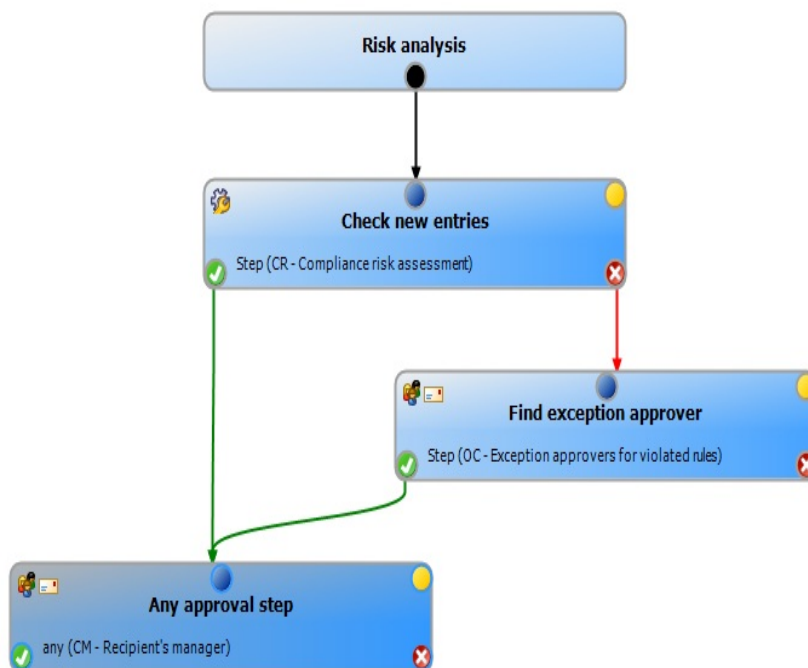 Risk analysis
Check new entries
Step (CR - Compliance risk assessment)
Find exception approver
Step (OC - Exception approvers for violated rules)
Any approval step
any (CM - Recipient's manager)